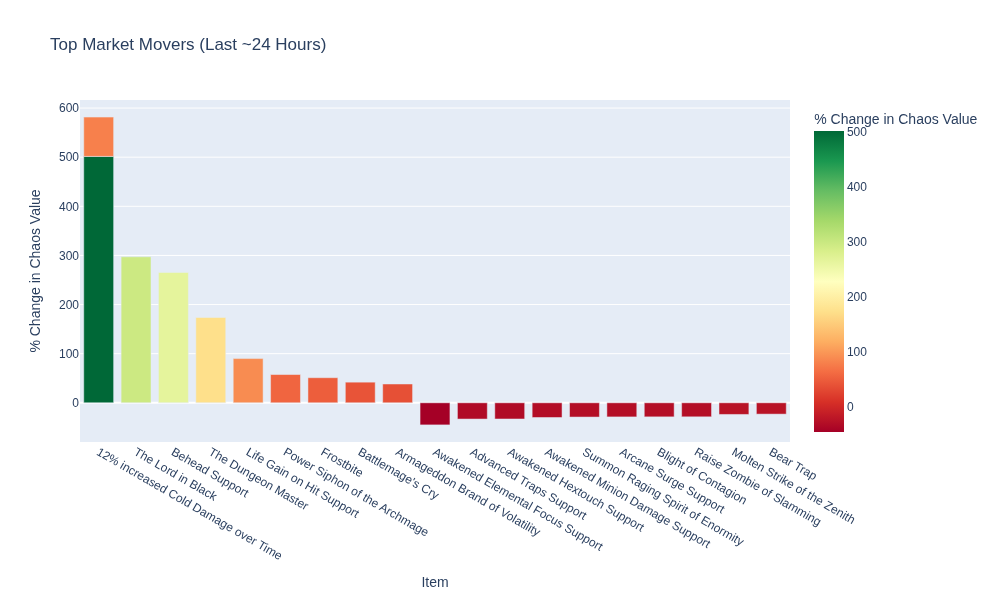 Top Market Movers (Last ~24 Hours)
% Change in Chaos Value
600
500
400
300
200
100
0
12% increased Cold Damage over Time
The Lord in Black
Behead Support
The Dungeon Master
Life Gain on Hit Support
Power Siphon of the Archmage
Frostbite
Battlemage's Cry
Armageddon Brand of Volatility
Awakened Elemental Focus Support
Advanced Traps Support
Awakened Hextouch Support
Awakened Minion Damage Support
Summon Raging Spirit of Enormity
Arcane Surge Support
Blight of Contagion
Raise Zombie of Slamming
Molten Strike of the Zenith
Bear Trap
Item
% Change in Chaos Value
500
400
300
200
100
0